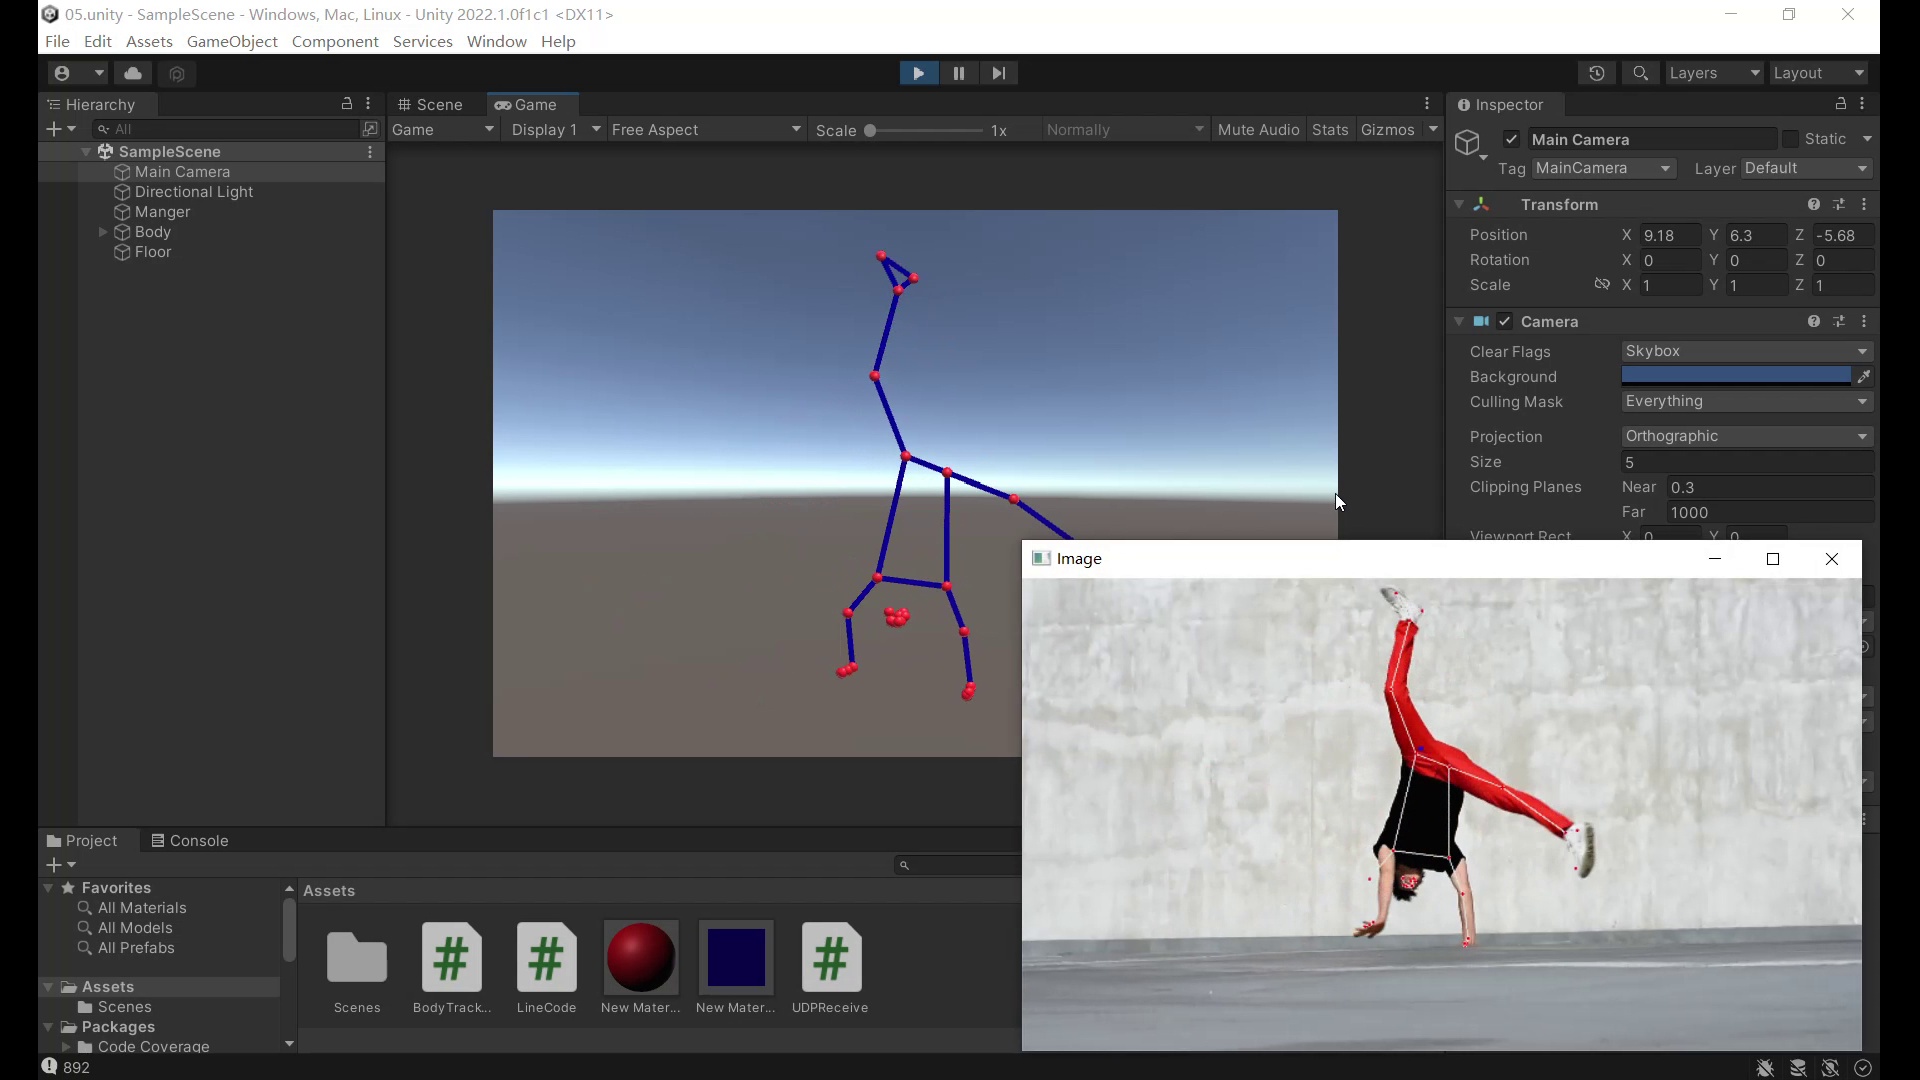 05.unity - SampleScene - Windows, Mac, Linux - Unity 2022.1.0f1c1 <DX11>
File Edit Assets GameObject Component Services Window Help
Layers Layout
Hierarchy
All
SampleScene
Main Camera
Directional Light
Manger
Body
Floor
Scene Game
Game Display 1 Free Aspect Scale 1x Normally Mute Audio Stats Gizmos
Inspector
Main Camera Static
Tag MainCamera Layer Default
Transform
Position X 9.18 Y 6.3 Z -5.68
Rotation X 0 Y 0 Z 0
Scale X 1 Y 1 Z 1
Camera
Clear Flags Skybox
Background
Culling Mask Everything
Projection Orthographic
Size 5
Clipping Planes Near 0.3
Far 1000
Viewport Rect X 0 Y 0
Image
Project Console
Favorites
All Materials
All Models
All Prefabs
Assets
Scenes
Packages
Code Coverage
Assets
Scenes BodyTrack... LineCode New Mater... New Mater... UDPReceive
892